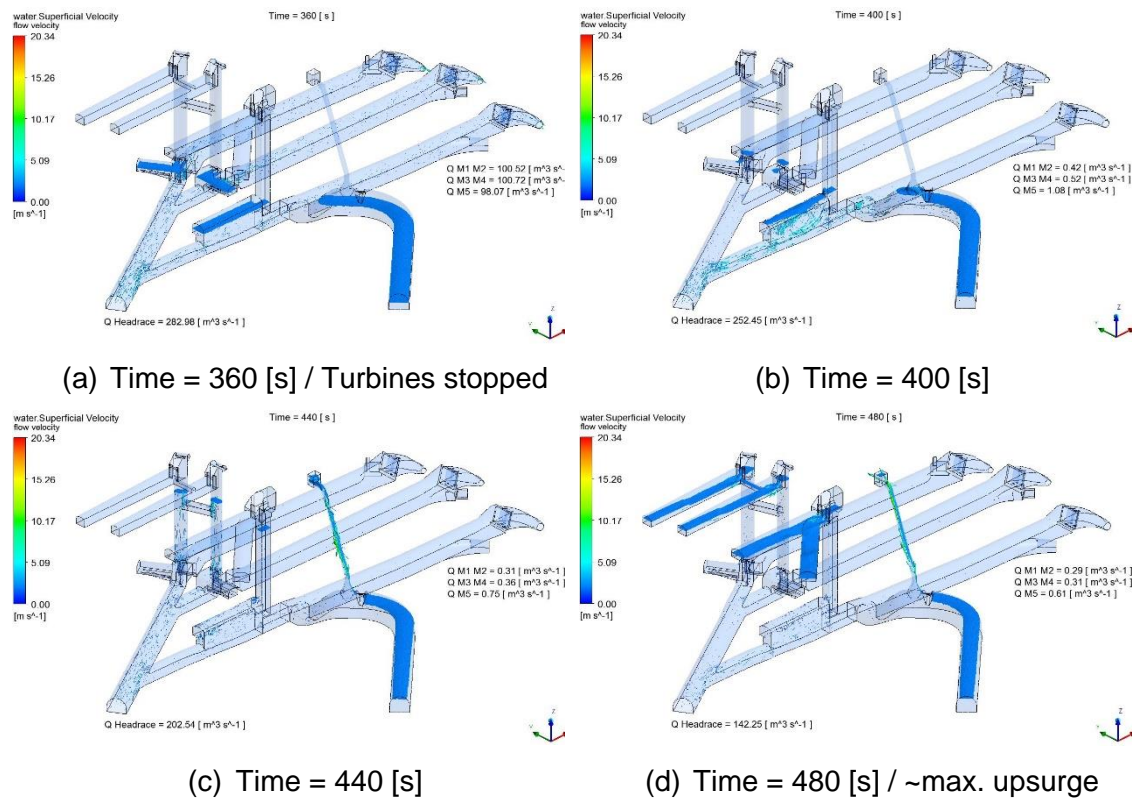 water.Superficial Velocity
flow velocity
Time = 360 [ s ]
20.34
15.26
10.17
5.09
0.00
[m s^-1]
Q M1 M2 = 100.52 [ m^3 s^-
Q M3 M4 = 100.72 [ m^3 s^-
Q M5 = 98.07 [ m^3 s^-1 ]
Q Headrace = 282.98 [ m^3 s^-1 ]
Z
Y
(a) Time = 360 [s] / Turbines stopped
water.Superficial Velocity
flow velocity
Time = 400 [ s ]
20.34
15.26
10.17
5.09
0.00
[m s^-1]
Q M1 M2 = 0.42 [ m^3 s^-1 ]
Q M3 M4 = 0.52 [ m^3 s^-1 ]
Q M5 = 1.08 [ m^3 s^-1 ]
Q Headrace = 252.45 [ m^3 s^-1 ]
Z
Y
(b) Time = 400 [s]
water.Superficial Velocity
flow velocity
Time = 440 [ s ]
20.34
15.26
10.17
5.09
0.00
[m s^-1]
Q M1 M2 = 0.31 [ m^3 s^-1 ]
Q M3 M4 = 0.36 [ m^3 s^-1 ]
Q M5 = 0.75 [ m^3 s^-1 ]
Q Headrace = 202.54 [ m^3 s^-1 ]
Z
Y
(c) Time = 440 [s]
water.Superficial Velocity
flow velocity
Time = 480 [ s ]
20.34
15.26
10.17
5.09
0.00
[m s^-1]
Q M1 M2 = 0.29 [ m^3 s^-1 ]
Q M3 M4 = 0.31 [ m^3 s^-1 ]
Q M5 = 0.61 [ m^3 s^-1 ]
Q Headrace = 142.25 [ m^3 s^-1 ]
Z
Y
(d) Time = 480 [s] / ~max. upsurge